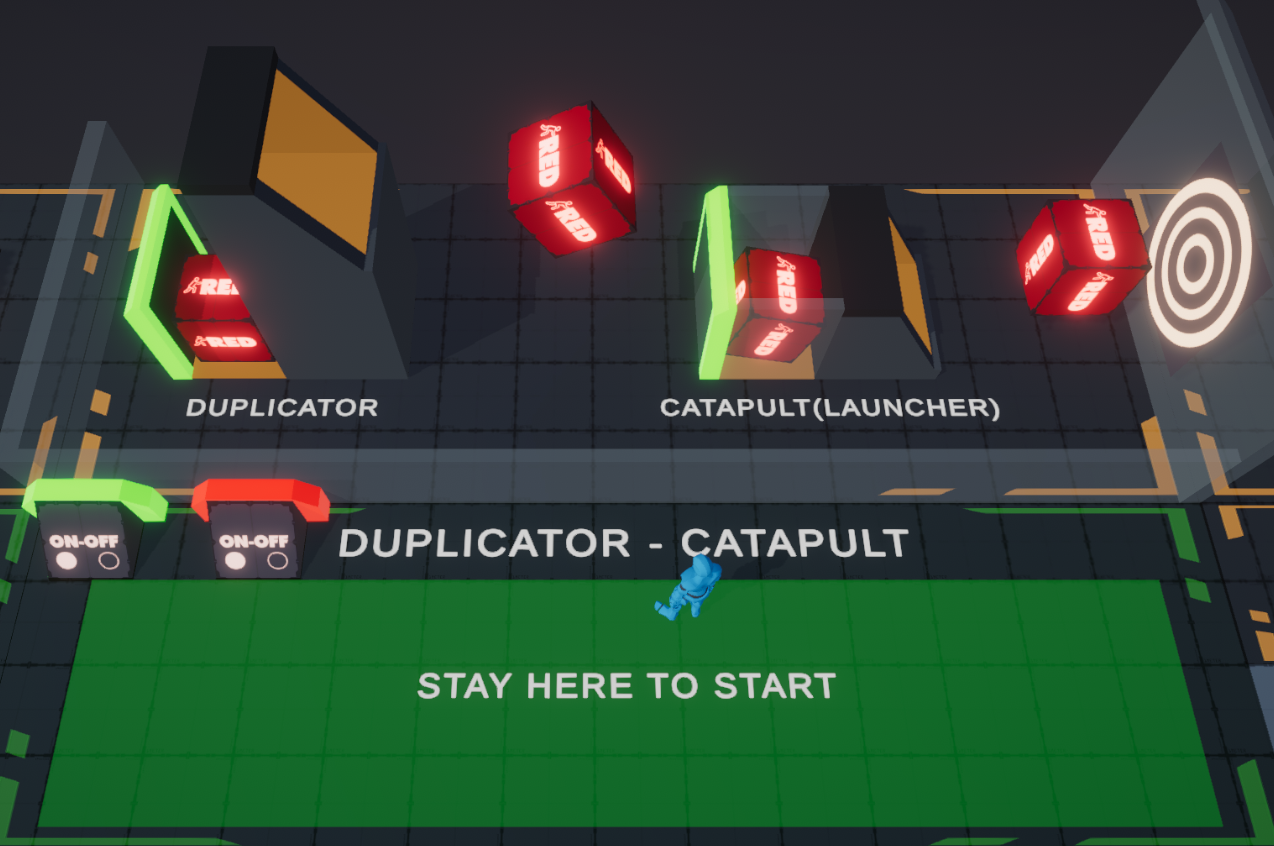 RED
RED
RED
RED
RED
RED
RED
RED
RED
RED
RED
DUPLICATOR
CATAPULT(LAUNCHER)
ON-OFF
ON-OFF
DUPLICATOR - CATAPULT
STAY HERE TO START